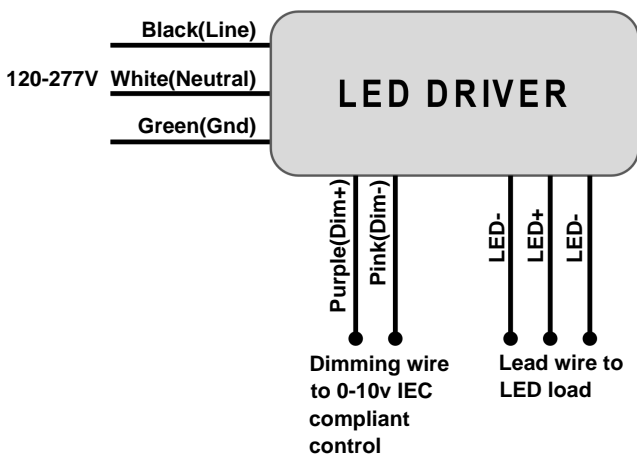 Black(Line)
120-277V White(Neutral)
Green(Gnd)
LED DRIVER
Purple(Dim+)
Pink(Dim-)
LED-
LED+
LED-
Dimming wire
to 0-10v IEC
compliant
control
Lead wire to
LED load